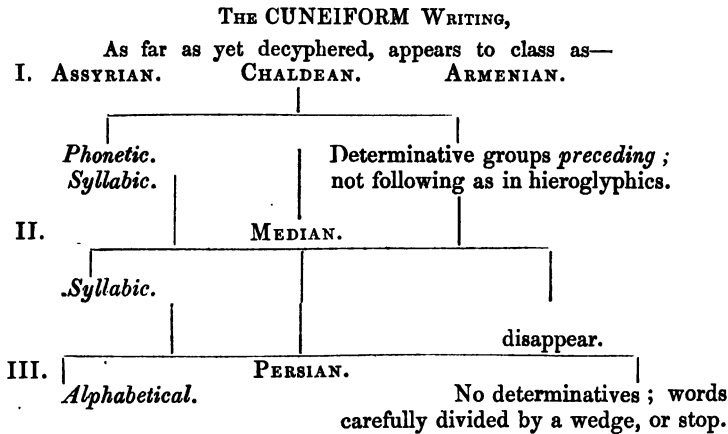 The CUNEIFORM Writing,
As far as yet decyphered, appears to class as—
I. Assyrian. Chaldean. Armenian.
Phonetic. Determinative groups preceding ;
Syllabic. not following as in hieroglyphics.
II. Median.
Syllabic.
disappear.
III. Persian.
Alphabetical. No determinatives ; words
carefully divided by a wedge, or stop.